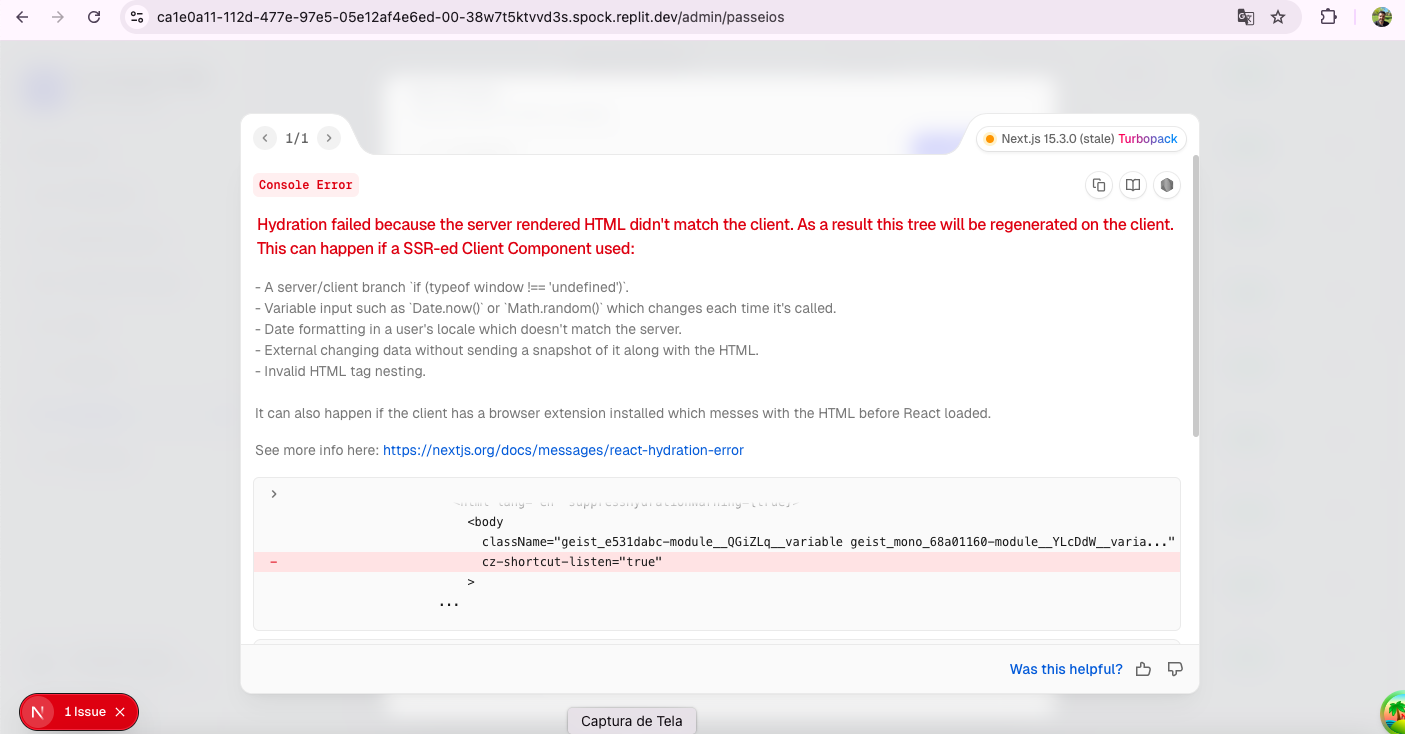 ca1e0a11-112d-477e-97e5-05e12af4e6ed-00-38w7t5ktvvd3s.spock.replit.dev/admin/passeios
1/1
Next.js 15.3.0 (stale) Turbopack
Console Error
Hydration failed because the server rendered HTML didn't match the client. As a result this tree will be regenerated on the client.
This can happen if a SSR-ed Client Component used:
- A server/client branch `if (typeof window !== 'undefined')`.
- Variable input such as `Date.now()` or `Math.random()` which changes each time it's called.
- Date formatting in a user's locale which doesn't match the server.
- External changing data without sending a snapshot of it along with the HTML.
- Invalid HTML tag nesting.
It can also happen if the client has a browser extension installed which messes with the HTML before React loaded.
See more info here: https://nextjs.org/docs/messages/react-hydration-error
<html lang="en" suppressHydrationWarning={true}>
<body
className="geist_e531dabc-module__QGiZLq__variable geist_mono_68a01160-module__YLcDdW__varia..."
- cz-shortcut-listen="true"
>
...
Was this helpful?
N 1 Issue
Captura de Tela